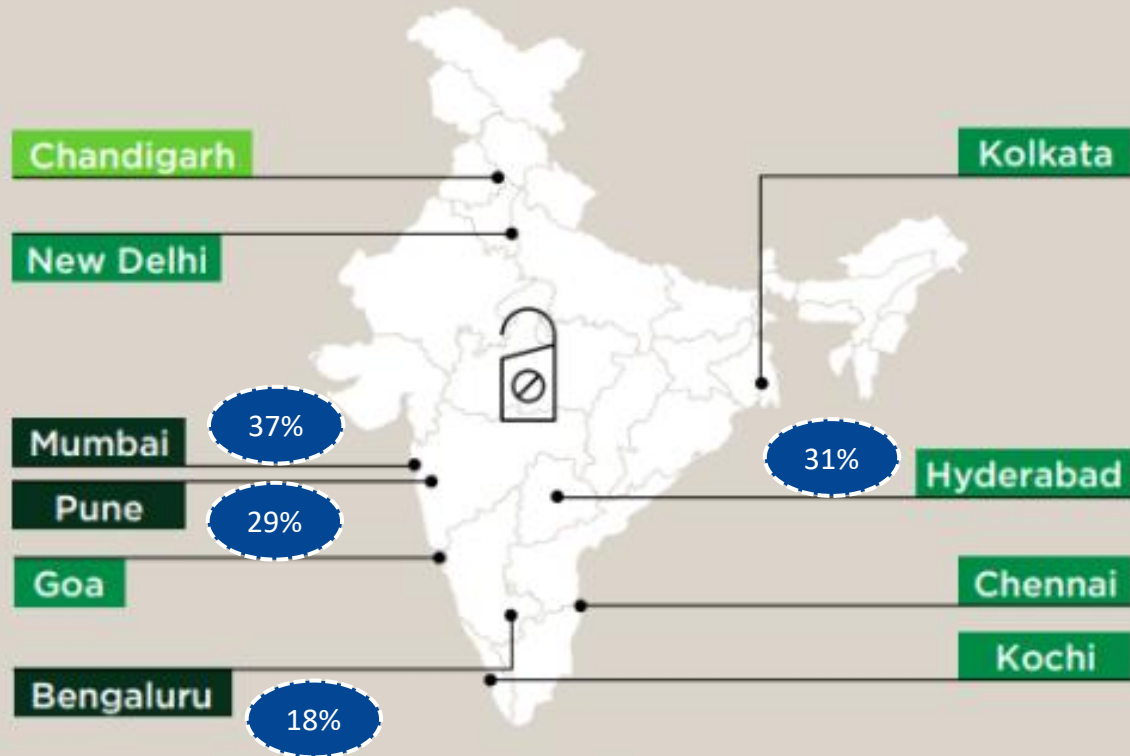 Chandigarh
Kolkata
New Delhi
Mumbai
37%
31%
Hyderabad
Pune
29%
Goa
Chennai
Kochi
Bengaluru
18%